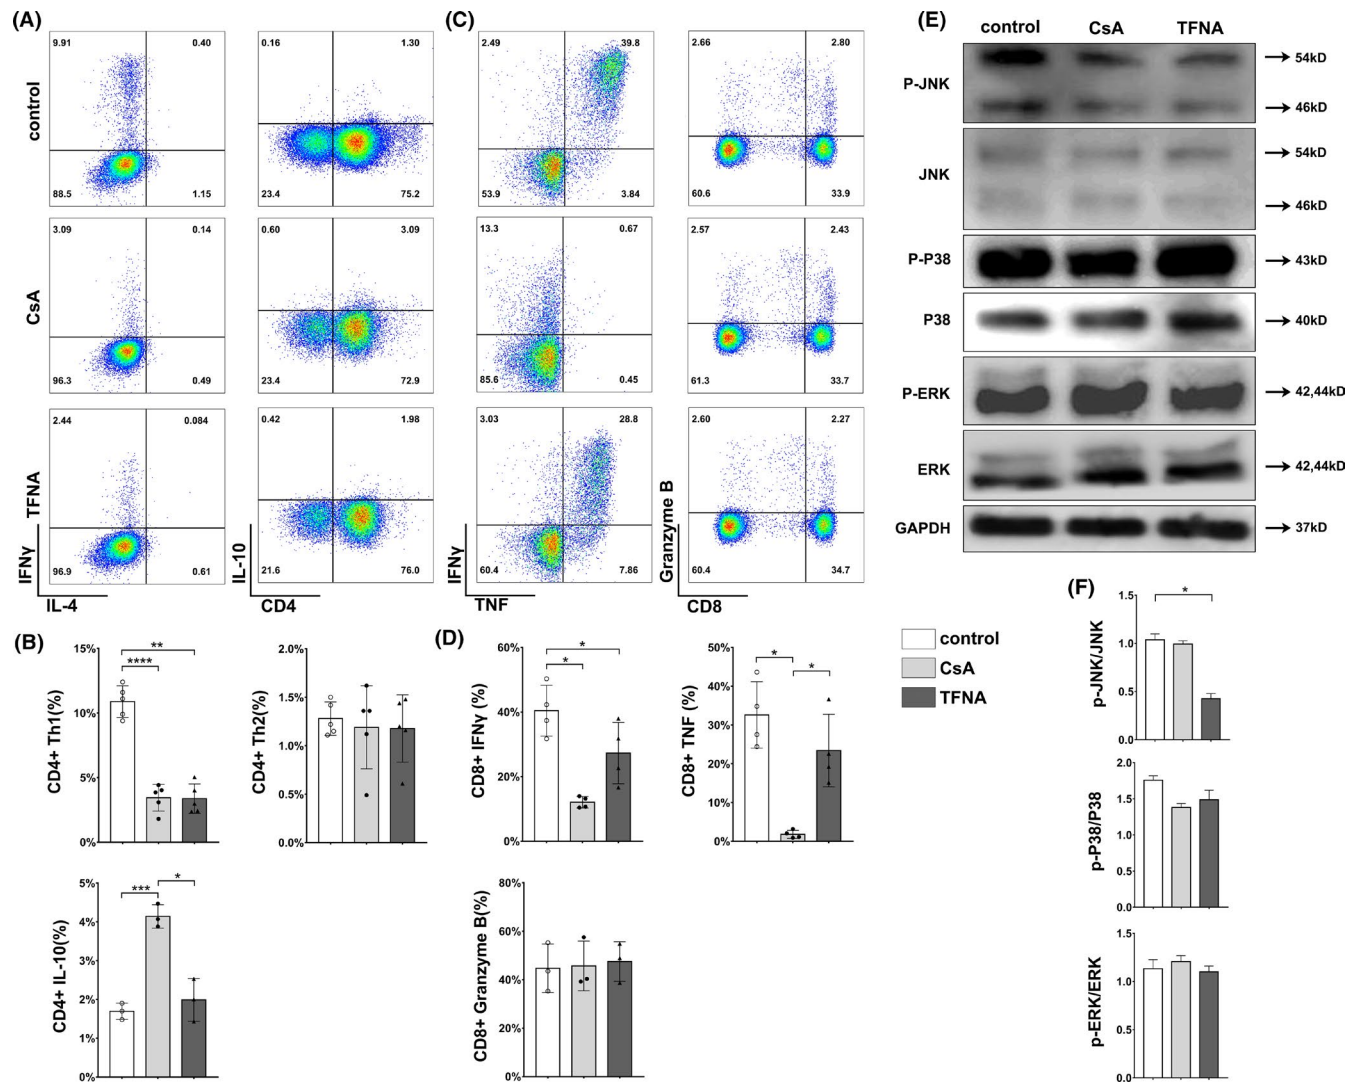 (A)
control
9.91
0.40
88.5
1.15
0.16
1.30
23.4
75.2
CsA
3.09
0.14
96.3
0.49
0.60
3.09
23.4
72.9
TFNA
2.44
0.084
96.9
0.61
0.42
1.98
21.6
76.0
IFNγ
IL-4
IL-10
CD4
(C)
2.49
39.8
53.9
3.84
2.66
2.80
60.6
33.9
13.3
0.67
85.6
0.45
2.57
2.43
61.3
33.7
3.03
28.8
60.4
7.86
2.60
2.27
60.4
34.7
IFNγ
TNF
Granzyme B
CD8
(E)
control CsA TFNA
P-JNK
54kD
46kD
JNK
54kD
46kD
P-P38
43kD
P38
40kD
P-ERK
42,44kD
ERK
42,44kD
GAPDH
37kD
(B)
CD4+ Th1(%)
15%
10%
5%
0%
****
**
CD4+ Th2(%)
2.0%
1.5%
1.0%
0.5%
0.0%
CD4+ IL-10(%)
5%
4%
3%
2%
1%
0%
***
*
(D)
CD8+ IFNγ (%)
60%
40%
20%
0%
*
*
CD8+ TNF (%)
50%
40%
30%
20%
10%
0%
*
*
CD8+ Granzyme B(%)
80%
60%
40%
20%
0%
control
CsA
TFNA
(F)
p-JNK/JNK
1.5
1.0
0.5
0.0
*
p-P38/P38
2.0
1.5
1.0
0.0
p-ERK/ERK
1.5
1.0
0.5
0.0